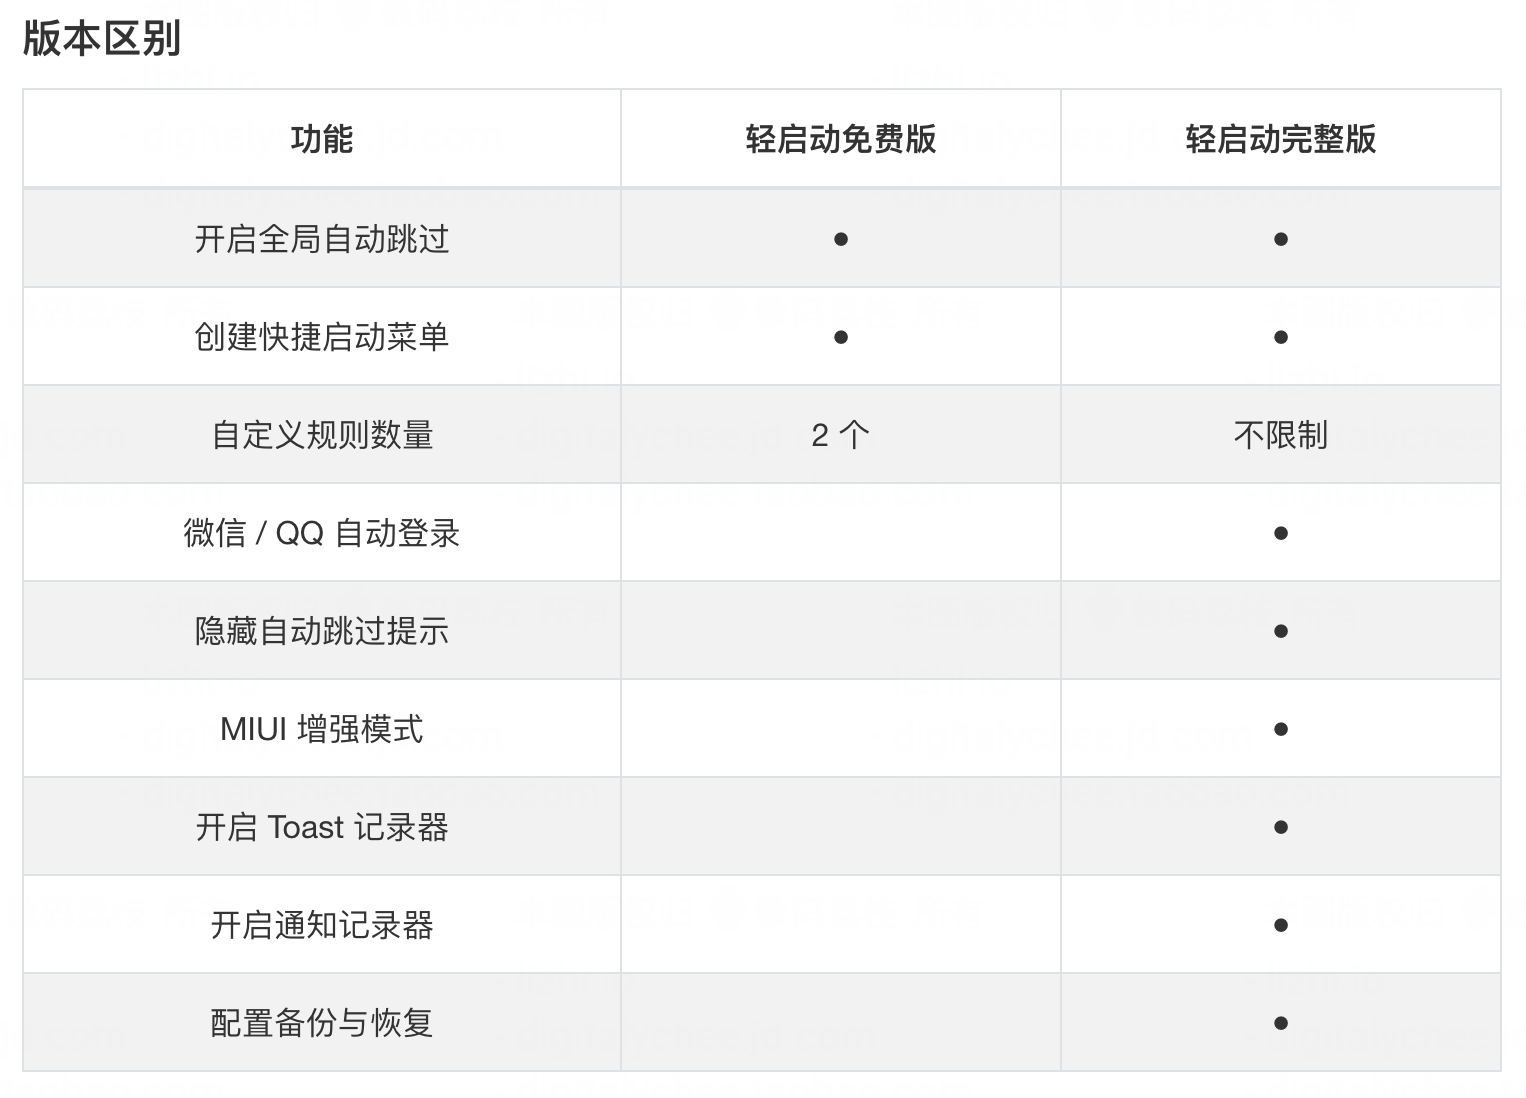 版本区别
功能 轻启动免费版 轻启动完整版
开启全局自动跳过 ● ●
创建快捷启动菜单 ● ●
自定义规则数量 2 个 不限制
微信 / QQ 自动登录 ●
隐藏自动跳过提示 ●
MIUI 增强模式 ●
开启 Toast 记录器 ●
开启通知记录器 ●
配置备份与恢复 ●